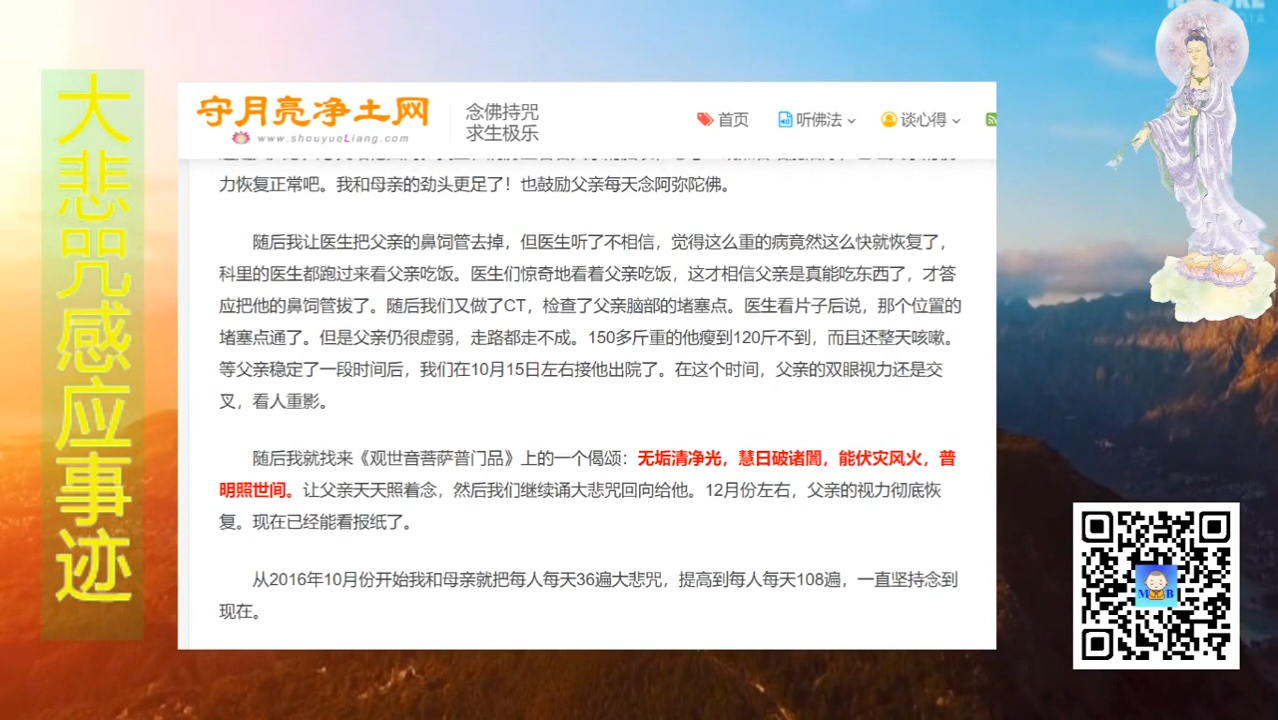 大悲咒感应事迹
守月亮净土网
www.shouyueLiang.com
念佛持咒
求生极乐
首页
听佛法
谈心得
力恢复正常吧。我和母亲的劲头更足了！也鼓励父亲每天念阿弥陀佛。
随后我让医生把父亲的鼻饲管去掉，但医生听了不相信，觉得这么重的病竟然这么快就恢复了，
科里的医生都跑过来看父亲吃饭。医生们惊奇地看着父亲吃饭，这才相信父亲是真能吃东西了，才答
应把他的鼻饲管拔了。随后我们又做了CT，检查了父亲脑部的堵塞点。医生看片子后说，那个位置的
堵塞点通了。但是父亲仍很虚弱，走路都走不成。150多斤重的他瘦到120斤不到，而且还整天咳嗽。
等父亲稳定了一段时间后，我们在10月15日左右接他出院了。在这个时间，父亲的双眼视力还是交
叉，看人重影。
随后我就找来《观世音菩萨普门品》上的一个偈颂：无垢清净光，慧日破诸闇，能伏灾风火，普
明照世间。让父亲天天照着念，然后我们继续诵大悲咒回向给他。12月份左右，父亲的视力彻底恢
复。现在已经能看报纸了。
从2016年10月份开始我和母亲就把每人每天36遍大悲咒，提高到每人每天108遍，一直坚持念到
现在。
M B